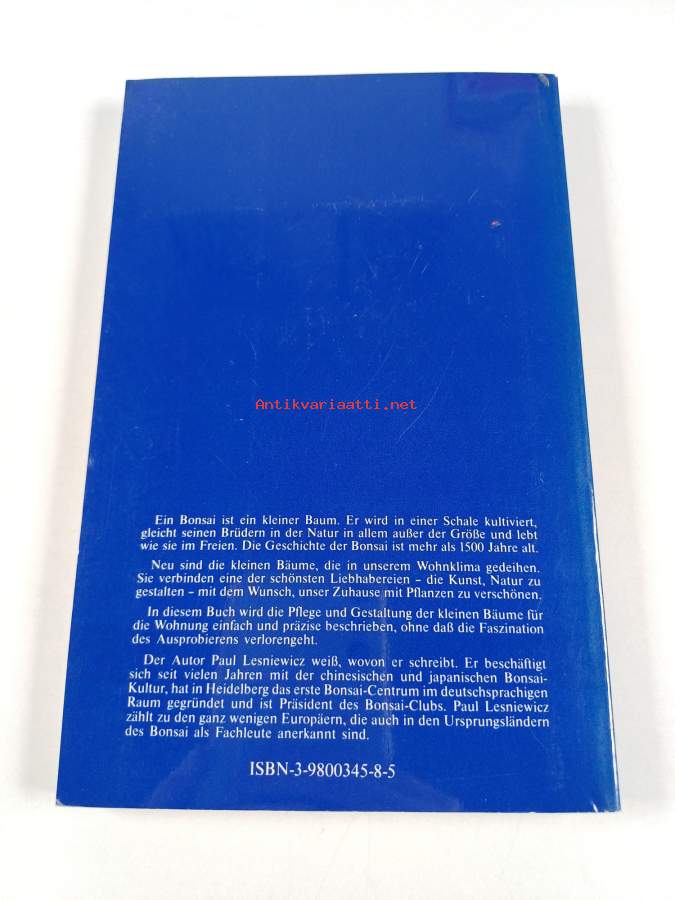 Antikvariaatti.net
Ein Bonsai ist ein kleiner Baum. Er wird in einer Schale kultiviert,
gleicht seinen Brüdern in der Natur in allem außer der Größe und lebt
wie sie im Freien. Die Geschichte der Bonsai ist mehr als 1500 Jahre alt.
Neu sind die kleinen Bäume, die in unserem Wohnklima gedeihen.
Sie verbinden eine der schönsten Liebhabereien – die Kunst, Natur zu
gestalten – mit dem Wunsch, unser Zuhause mit Pflanzen zu verschönen.
In diesem Buch wird die Pflege und Gestaltung der kleinen Bäume für
die Wohnung einfach und präzise beschrieben, ohne daß die Faszination
des Ausprobierens verlorengeht.
Der Autor Paul Lesniewicz weiß, wovon er schreibt. Er beschäftigt
sich seit vielen Jahren mit der chinesischen und japanischen Bonsai-
Kultur, hat in Heidelberg das erste Bonsai-Centrum im deutschsprachigen
Raum gegründet und ist Präsident des Bonsai-Clubs. Paul Lesniewicz
zählt zu den ganz wenigen Europäern, die auch in den Ursprungsländern
des Bonsai als Fachleute anerkannt sind.
ISBN-3-9800345-8-5